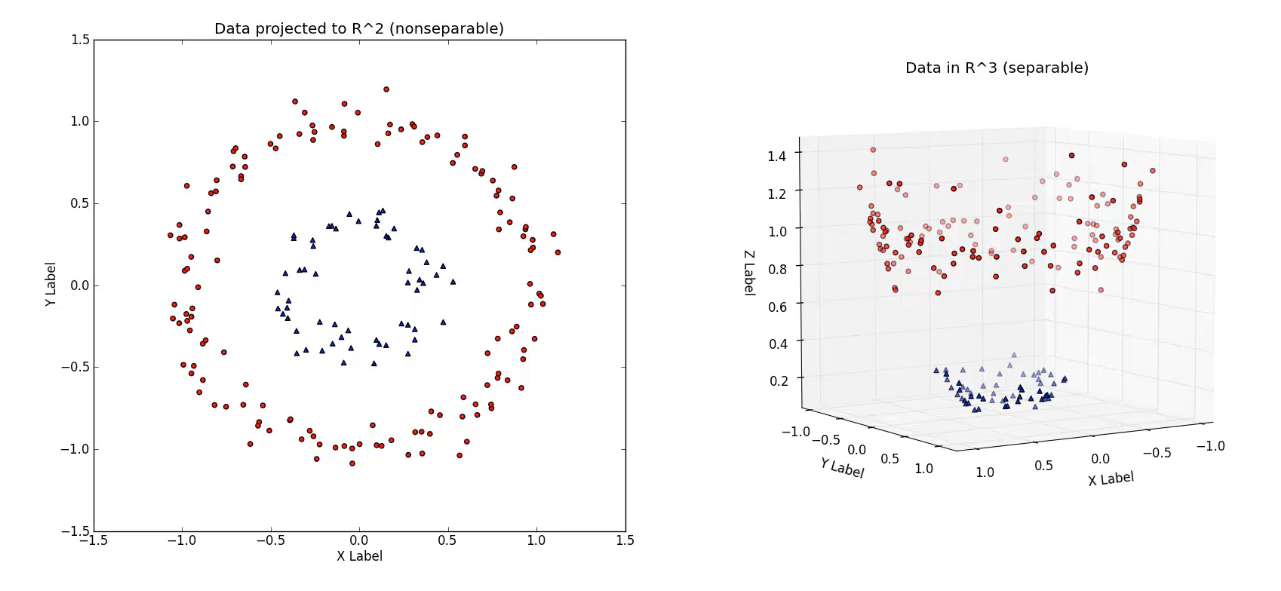 Data projected to R^2 (nonseparable)
1.5
1.0
0.5
0.0
−0.5
−1.0
−1.5
Y Label
−1.5 −1.0 −0.5 0.0 0.5 1.0 1.5
X Label
Data in R^3 (separable)
1.4
1.2
1.0
0.8
0.6
0.4
0.2
Z Label
−1.0 −0.5 0.0 0.5 1.0
Y Label
1.0 0.5 0.0 −0.5 −1.0
X Label